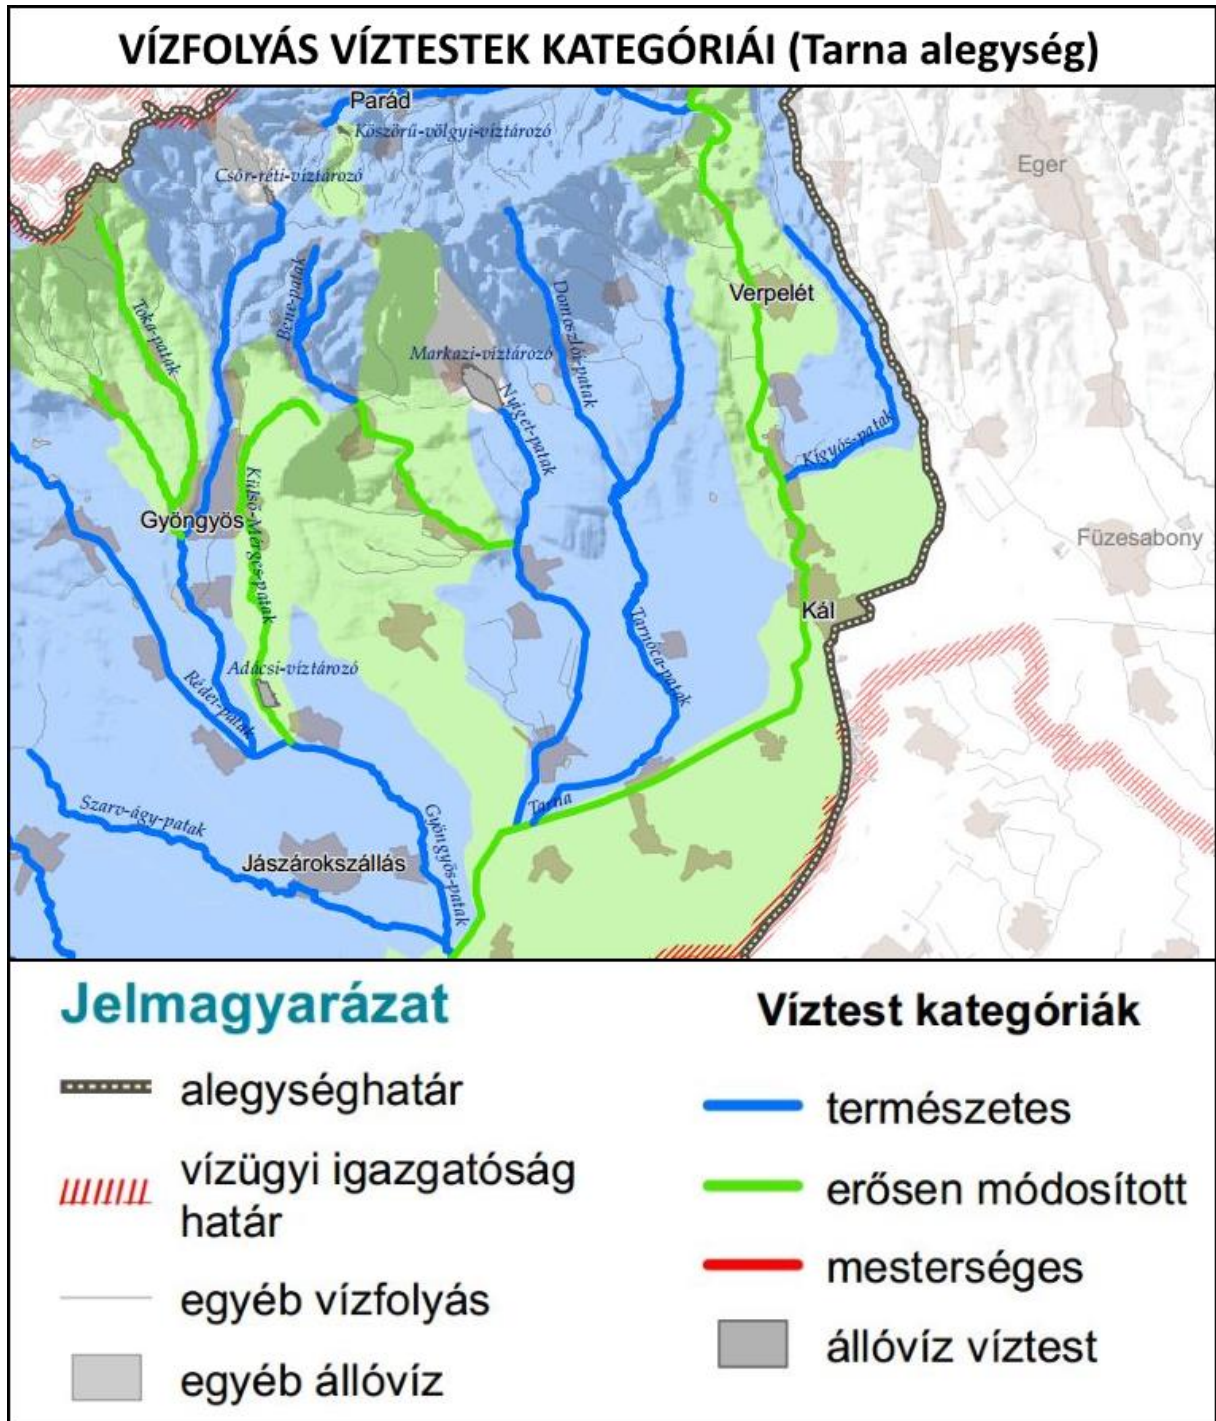 VÍZFOLYÁS VÍZTESTEK KATEGÓRIÁI (Tarna alegység)
Parád
Köszörű-völgyi-víztározó
Eger
Csór-réti-víztározó
Bene-patak
Domoszlói-patak
Verpelét
Toka-patak
Markazi-víztározó
Nyiget-patak
Kígyós-patak
Gyöngyös
Külső-Mérges-patak
Füzesabony
Kál
Tarnóca-patak
Adácsi-víztározó
Rédei-patak
Szarv-ágy-patak
Tarna
Gyöngyös-patak
Jászárokszállás
Jelmagyarázat
alegységhatár
vízügyi igazgatóság
határ
egyéb vízfolyás
egyéb állóvíz
Víztest kategóriák
természetes
erősen módosított
mesterséges
állóvíz víztest